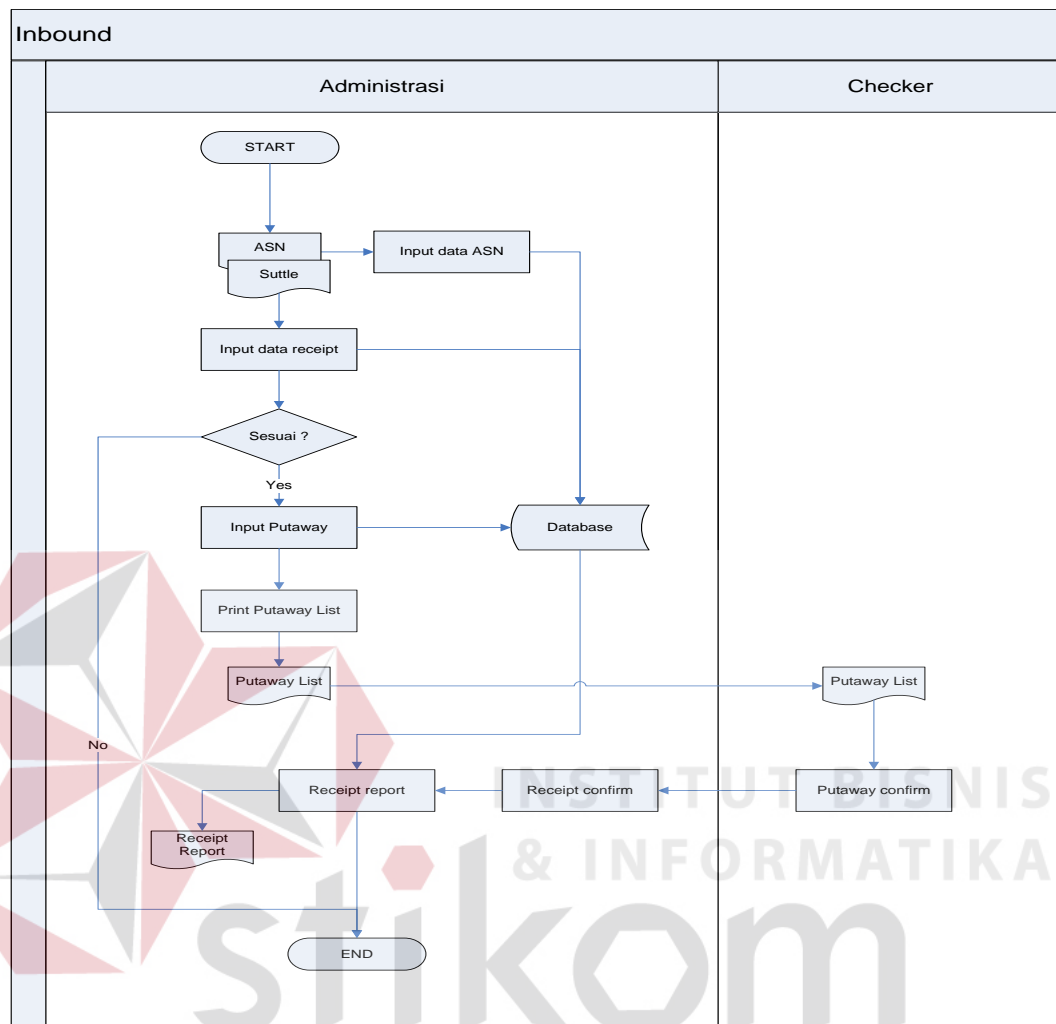 Inbound
Administrasi
Checker
START
ASN
Suttle
Input data ASN
Input data receipt
Sesuai ?
Yes
Input Putaway
Database
Print Putaway List
Putaway List
Putaway List
No
Receipt report
Receipt confirm
Putaway confirm
Receipt
Report
END
INSTITUT BISNIS
& INFORMATIKA
stikom